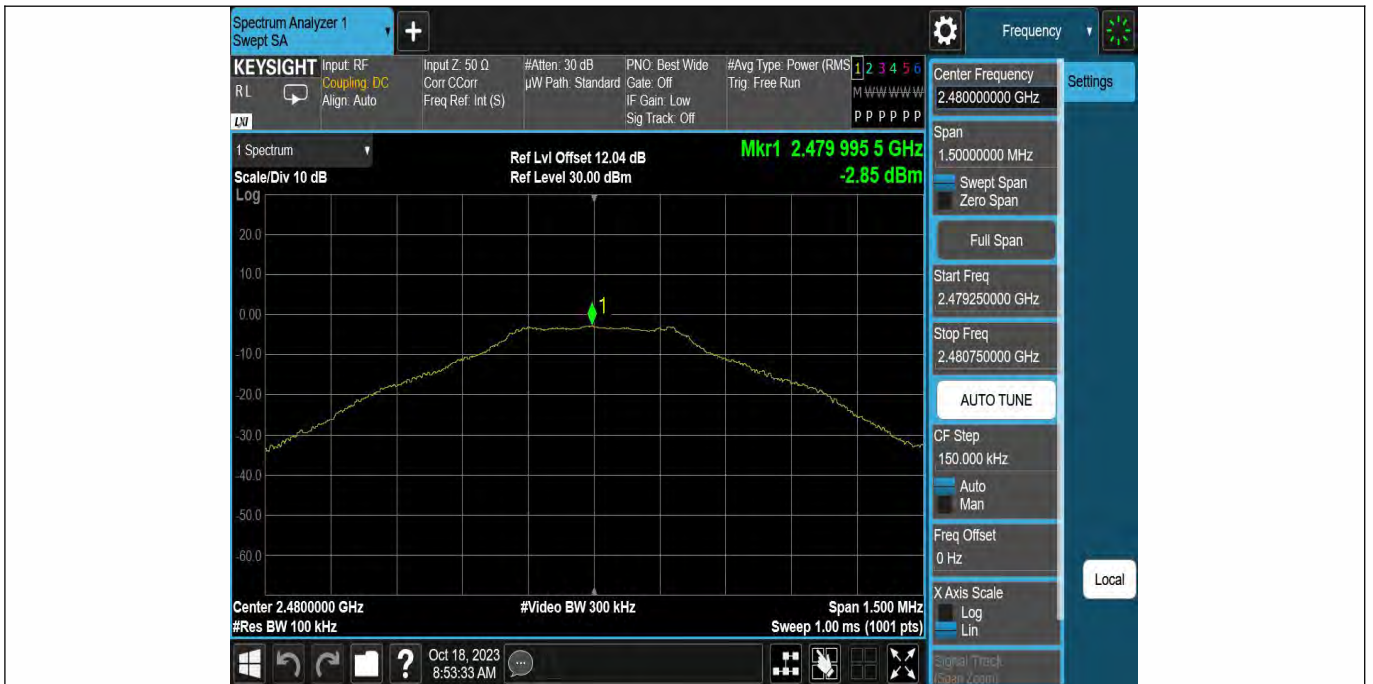 Spectrum Analyzer 1
Swept SA
+
Frequency
KEYSIGHT
RL
LXI
Input: RF
Coupling: DC
Align: Auto
Input Z: 50 Ω
Corr CCorr
Freq Ref: Int (S)
#Atten: 30 dB
µW Path: Standard
PNO: Best Wide
Gate: Off
IF Gain: Low
Sig Track: Off
#Avg Type: Power (RMS
Trig: Free Run
1 2 3 4 5 6
M W W W W W
P P P P P P
1 Spectrum
Scale/Div 10 dB
Log
Ref Lvl Offset 12.04 dB
Ref Level 30.00 dBm
Mkr1 2.479 995 5 GHz
-2.85 dBm
20.0
10.0
0.00
-10.0
-20.0
-30.0
-40.0
-50.0
-60.0
1
Center 2.4800000 GHz
#Res BW 100 kHz
#Video BW 300 kHz
Span 1.500 MHz
Sweep 1.00 ms (1001 pts)
Center Frequency
2.480000000 GHz
Settings
Span
1.50000000 MHz
Swept Span
Zero Span
Full Span
Start Freq
2.479250000 GHz
Stop Freq
2.480750000 GHz
AUTO TUNE
CF Step
150.000 kHz
Auto
Man
Freq Offset
0 Hz
X Axis Scale
Log
Lin
Signal Track
(Span Zoom)
Local
?
Oct 18, 2023
8:53:33 AM